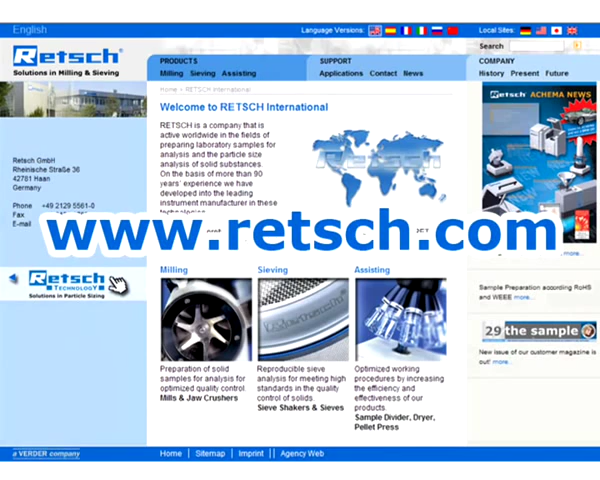 English
Language Versions:
Local Sites:
Search
Retsch®
Solutions in Milling & Sieving
PRODUCTS
Milling Sieving Assisting
SUPPORT
Applications Contact News
COMPANY
History Present Future
Home » RETSCH International
Welcome to RETSCH International
RETSCH is a company that is
active worldwide in the fields of
preparing laboratory samples for
analysis and the particle size
analysis of solid substances.
On the basis of more than 90
years' experience we have
developed into the leading
instrument manufacturer in these
Retsch
Retsch ACHEMA NEWS
Retsch GmbH
Rheinische Straße 36
42781 Haan
Germany
Phone +49 2129 5561-0
Fax
E-mail
www.retsch.com
more...
Retsch
TECHNOLOGY
Solutions in Particle Sizing
Milling
Preparation of solid
samples for analysis for
optimized quality control.
Mills & Jaw Crushers
Sieving
Reproducible sieve
analysis for meeting high
standards in the quality
control of solids.
Sieve Shakers & Sieves
Assisting
Optimized working
procedures by increasing
the efficiency and
effectiveness of our
products.
Sample Divider, Dryer,
Pellet Press
Sample Preparation according RoHS
and WEEE more...
29 the sample
New issue of our customer magazine is
out! more...
a VERDER company
Home | Sitemap | Imprint || Agency Web